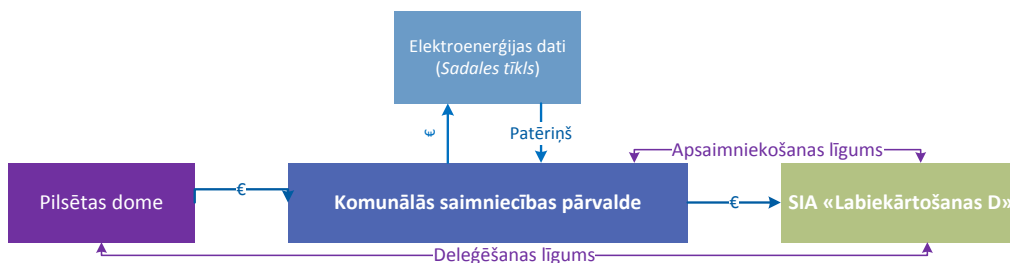 Elektroenerģijas dati
(Sadales tīkls)
€
Patēriņš
Apsaimniekošanas līgums
Pilsētas dome
€
Komunālās saimniecības pārvalde
€
SIA «Labiekārtošanas D»
Deleģēšanas līgums